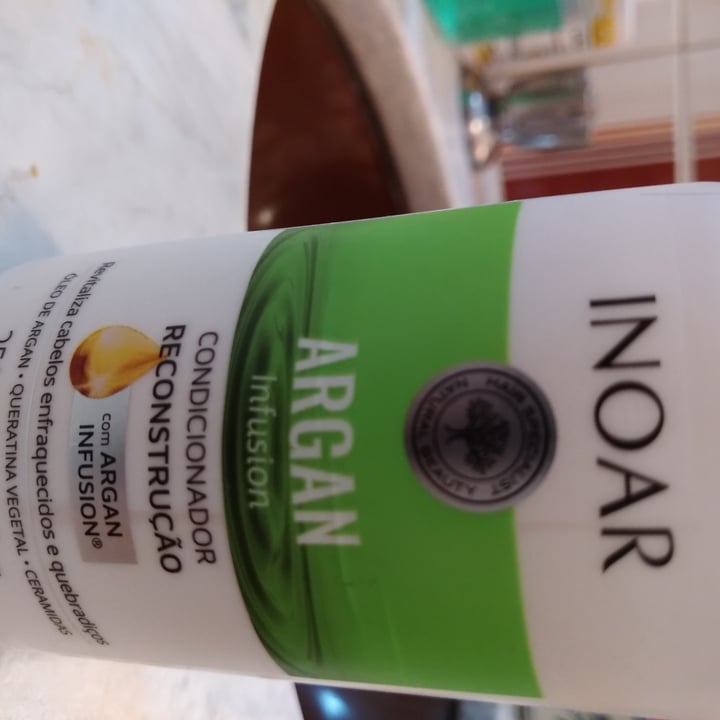 INOAR
HAIR SPECIALIST
NATURAL BEAUTY
ARGAN
Infusion
CONDICIONADOR
RECONSTRUÇÃO
com ARGAN
INFUSION®
Revitaliza cabelos enfraquecidos e quebradiços
ÓLEO DE ARGAN • QUERATINA VEGETAL • CERAMIDAS